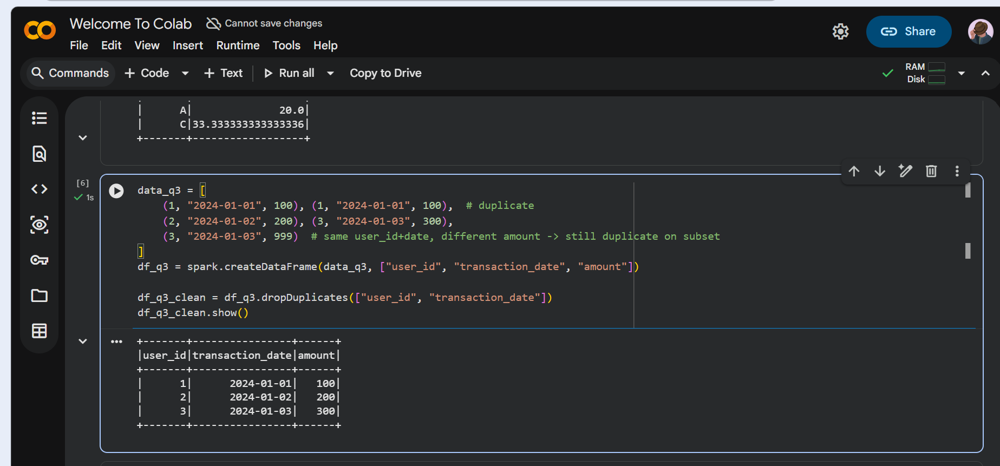 Welcome To Colab Cannot save changes
File Edit View Insert Runtime Tools Help
Share
Commands + Code + Text Run all Copy to Drive
RAM
Disk
| A| 20.0|
| C|33.333333333333336|
+-------+------------------+
[6]
1s
data_q3 = [
    (1, "2024-01-01", 100), (1, "2024-01-01", 100),  # duplicate
    (2, "2024-01-02", 200), (3, "2024-01-03", 300),
    (3, "2024-01-03", 999)  # same user_id+date, different amount -> still duplicate on subset
]
df_q3 = spark.createDataFrame(data_q3, ["user_id", "transaction_date", "amount"])
df_q3_clean = df_q3.dropDuplicates(["user_id", "transaction_date"])
df_q3_clean.show()
+-------+----------------+------+
|user_id|transaction_date|amount|
+-------+----------------+------+
|      1|      2024-01-01|   100|
|      2|      2024-01-02|   200|
|      3|      2024-01-03|   300|
+-------+----------------+------+